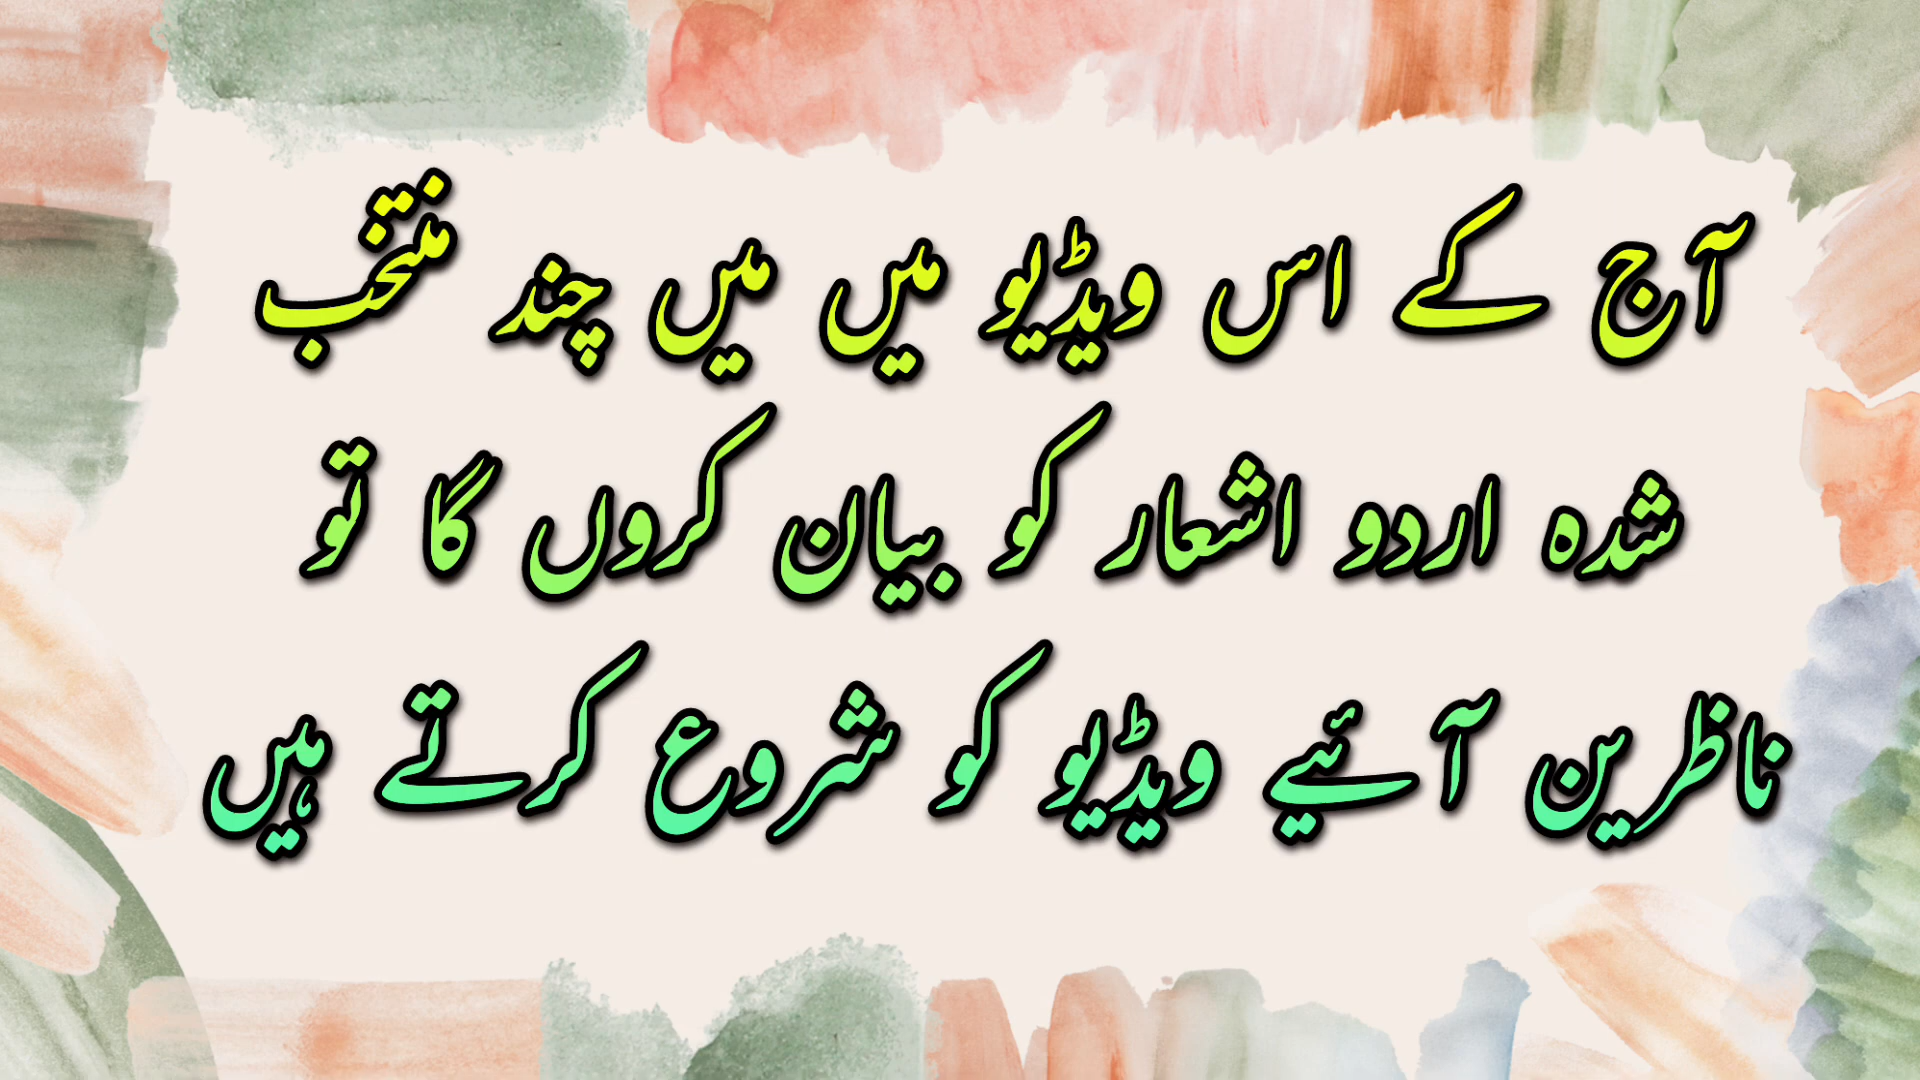 آج کے اس ویڈیو میں میں چند منتخب
شدہ اردو اشعار کو بیان کروں گا تو
ناظرین آئیے ویڈیو کو شروع کرتے ہیں